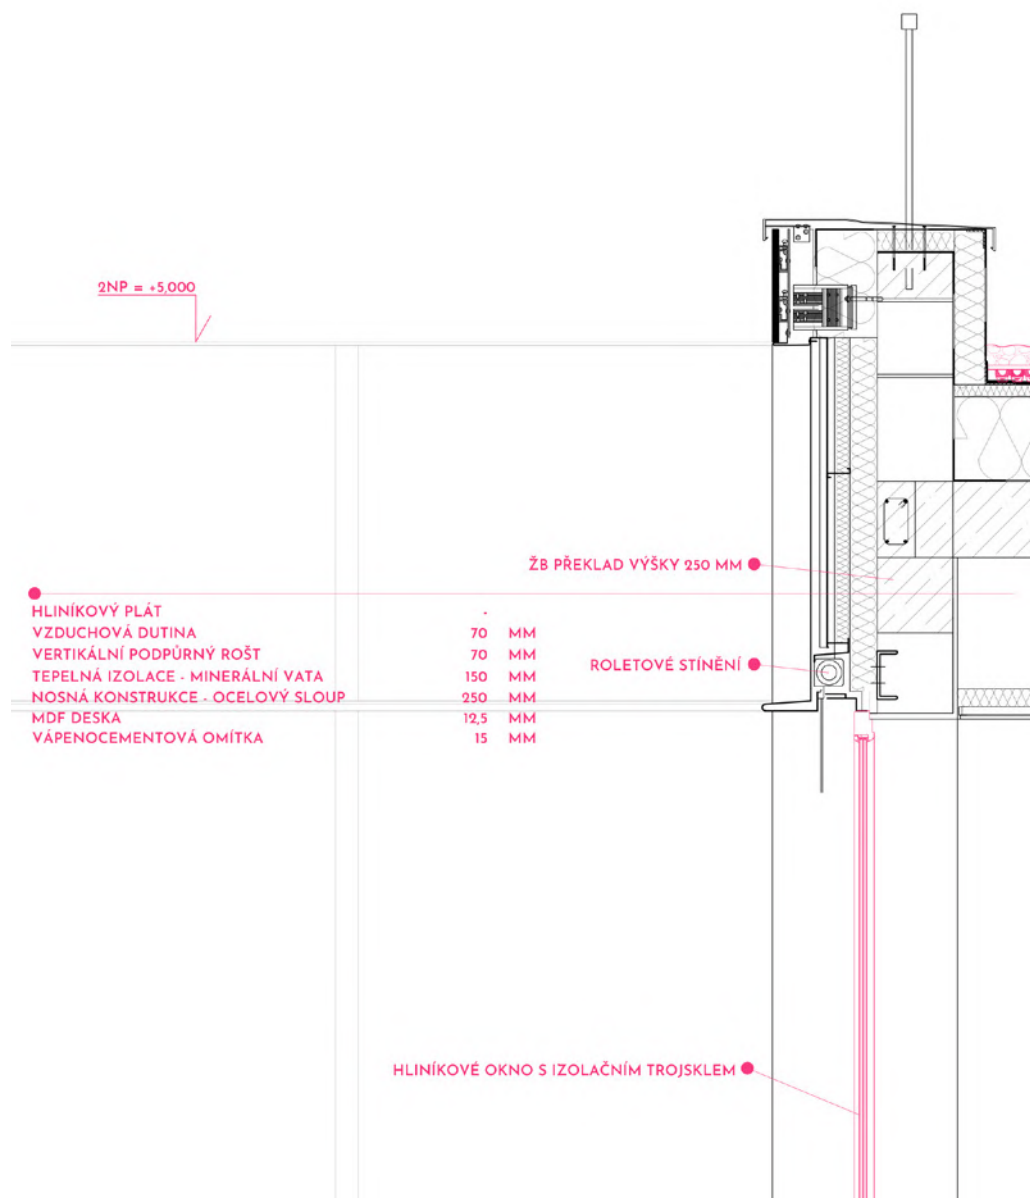 2NP = +5,000
ŽB PŘEKLAD VÝŠKY 250 MM
HLINÍKOVÝ PLÁT -
VZDUCHOVÁ DUTINA 70 MM
VERTIKÁLNÍ PODPŮRNÝ ROŠT 70 MM
TEPELNÁ IZOLACE - MINERÁLNÍ VATA 150 MM
NOSNÁ KONSTRUKCE - OCELOVÝ SLOUP 250 MM
MDF DESKA 12,5 MM
VÁPENOCEMENTOVÁ OMÍTKA 15 MM
ROLETOVÉ STÍNĚNÍ
HLINÍKOVÉ OKNO S IZOLAČNÍM TROJSKLEM